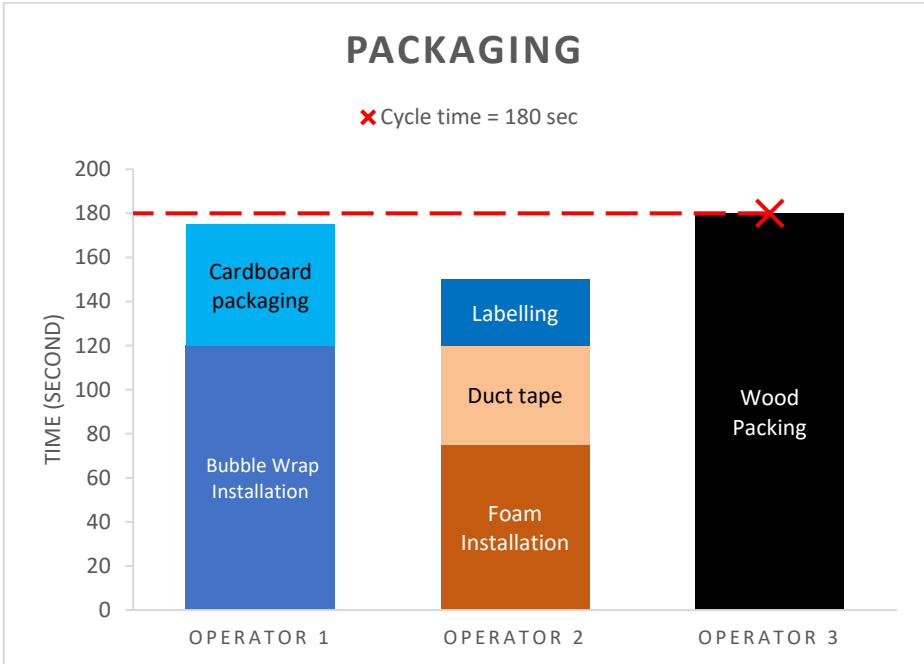 PACKAGING
Cycle time = 180 sec
TIME (SECOND)
200
180
160
140
120
100
80
60
40
20
0
Cardboard
packaging
Bubble Wrap
Installation
Labelling
Duct tape
Foam
Installation
Wood
Packing
OPERATOR 1
OPERATOR 2
OPERATOR 3